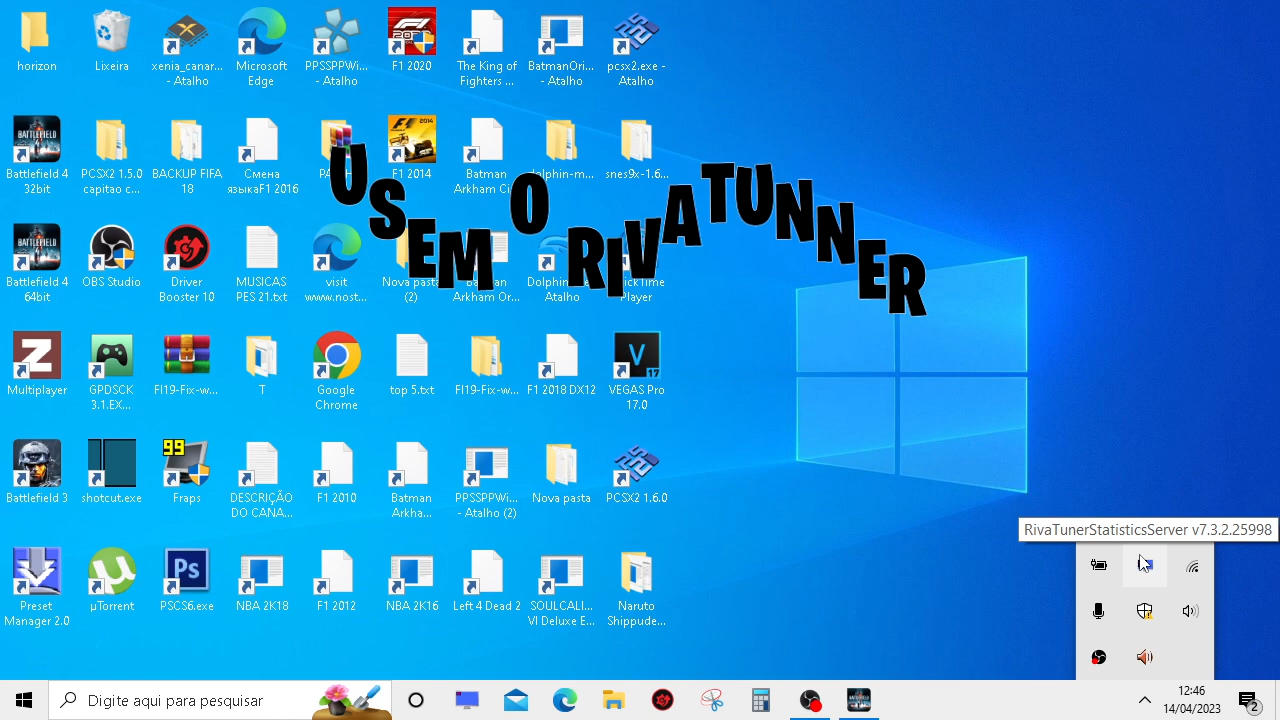 horizon
Lixeira
xenia_canar...
- Atalho
Microsoft
Edge
PPSSPPWi...
- Atalho
F1 2020
The King of
Fighters ...
BatmanOri...
- Atalho
pcsx2.exe -
Atalho
Battlefield 4
32bit
PCSX2 1.5.0
capitao c...
BACKUP FIFA
18
Смена
языкаF1 2016
F1 2014
Batman
Arkham Ci...
dolphin-m...
snes9x-1.6...
USEM O RIVATUNNER
Battlefield 4
64bit
OBS Studio
Driver
Booster 10
MUSICAS
PES 21.txt
visit
www.nost...
Nova pasta
(2)
Arkham Or...
Atalho
Player
Multiplayer
GPDSCK
3.1.EX...
FI19-Fix-w...
T
Google
Chrome
top 5.txt
FI19-Fix-w...
F1 2018 DX12
VEGAS Pro
17.0
Battlefield 3
shotcut.exe
99
Fraps
DESCRIÇÃO
DO CANA...
F1 2010
Batman
Arkha...
PPSSPPWi...
- Atalho (2)
Nova pasta
PCSX2 1.6.0
RivaTunerStatisticsServer v7.3.2.25998
Preset
Manager 2.0
µTorrent
Ps
PSCS6.exe
NBA 2K18
F1 2012
NBA 2K16
Left 4 Dead 2
SOULCALI...
VI Deluxe E...
Naruto
Shippude...
Digite aqui para pesquisar
12:46
14/04/2023
2